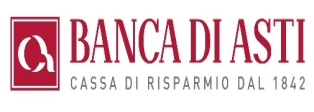 BANCA DI ASTI
CASSA DI RISPARMIO DAL 1842